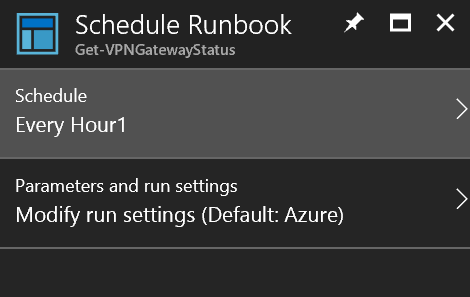 Schedule Runbook
Get-VPNGatewayStatus
Schedule
Every Hour1
Parameters and run settings
Modify run settings (Default: Azure)